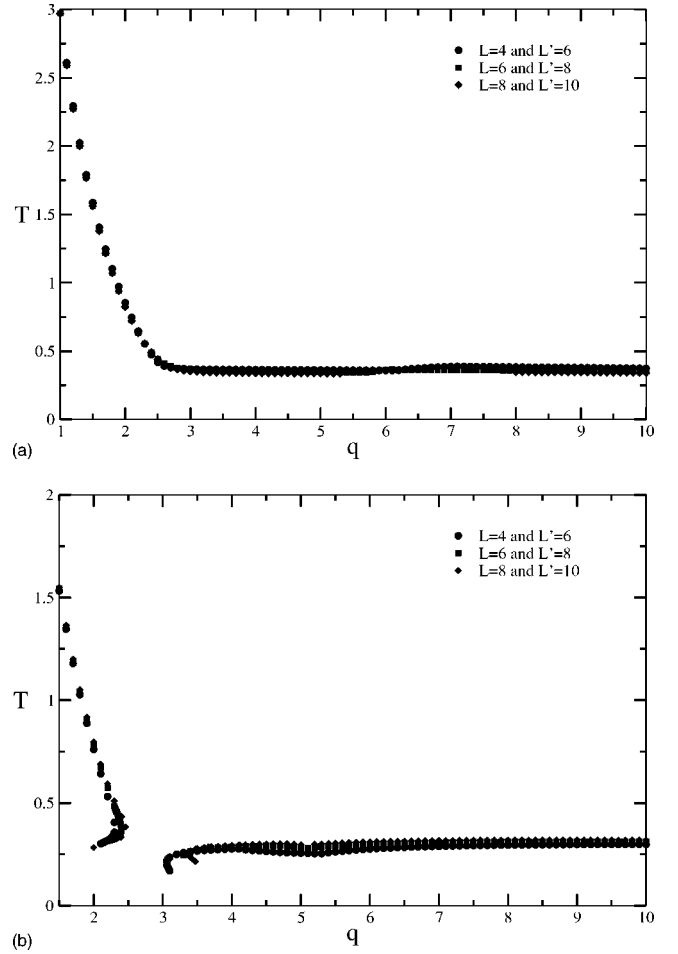 3
2.5
2
T 1.5
1
0.5
0
L=4 and L'=6
L=6 and L'=8
L=8 and L'=10
1 2 3 4 5 6 7 8 9 10
(a)
q
2
1.5
T 1
0.5
0
L=4 and L'=6
L=6 and L'=8
L=8 and L'=10
2 3 4 5 6 7 8 9 10
(b)
q